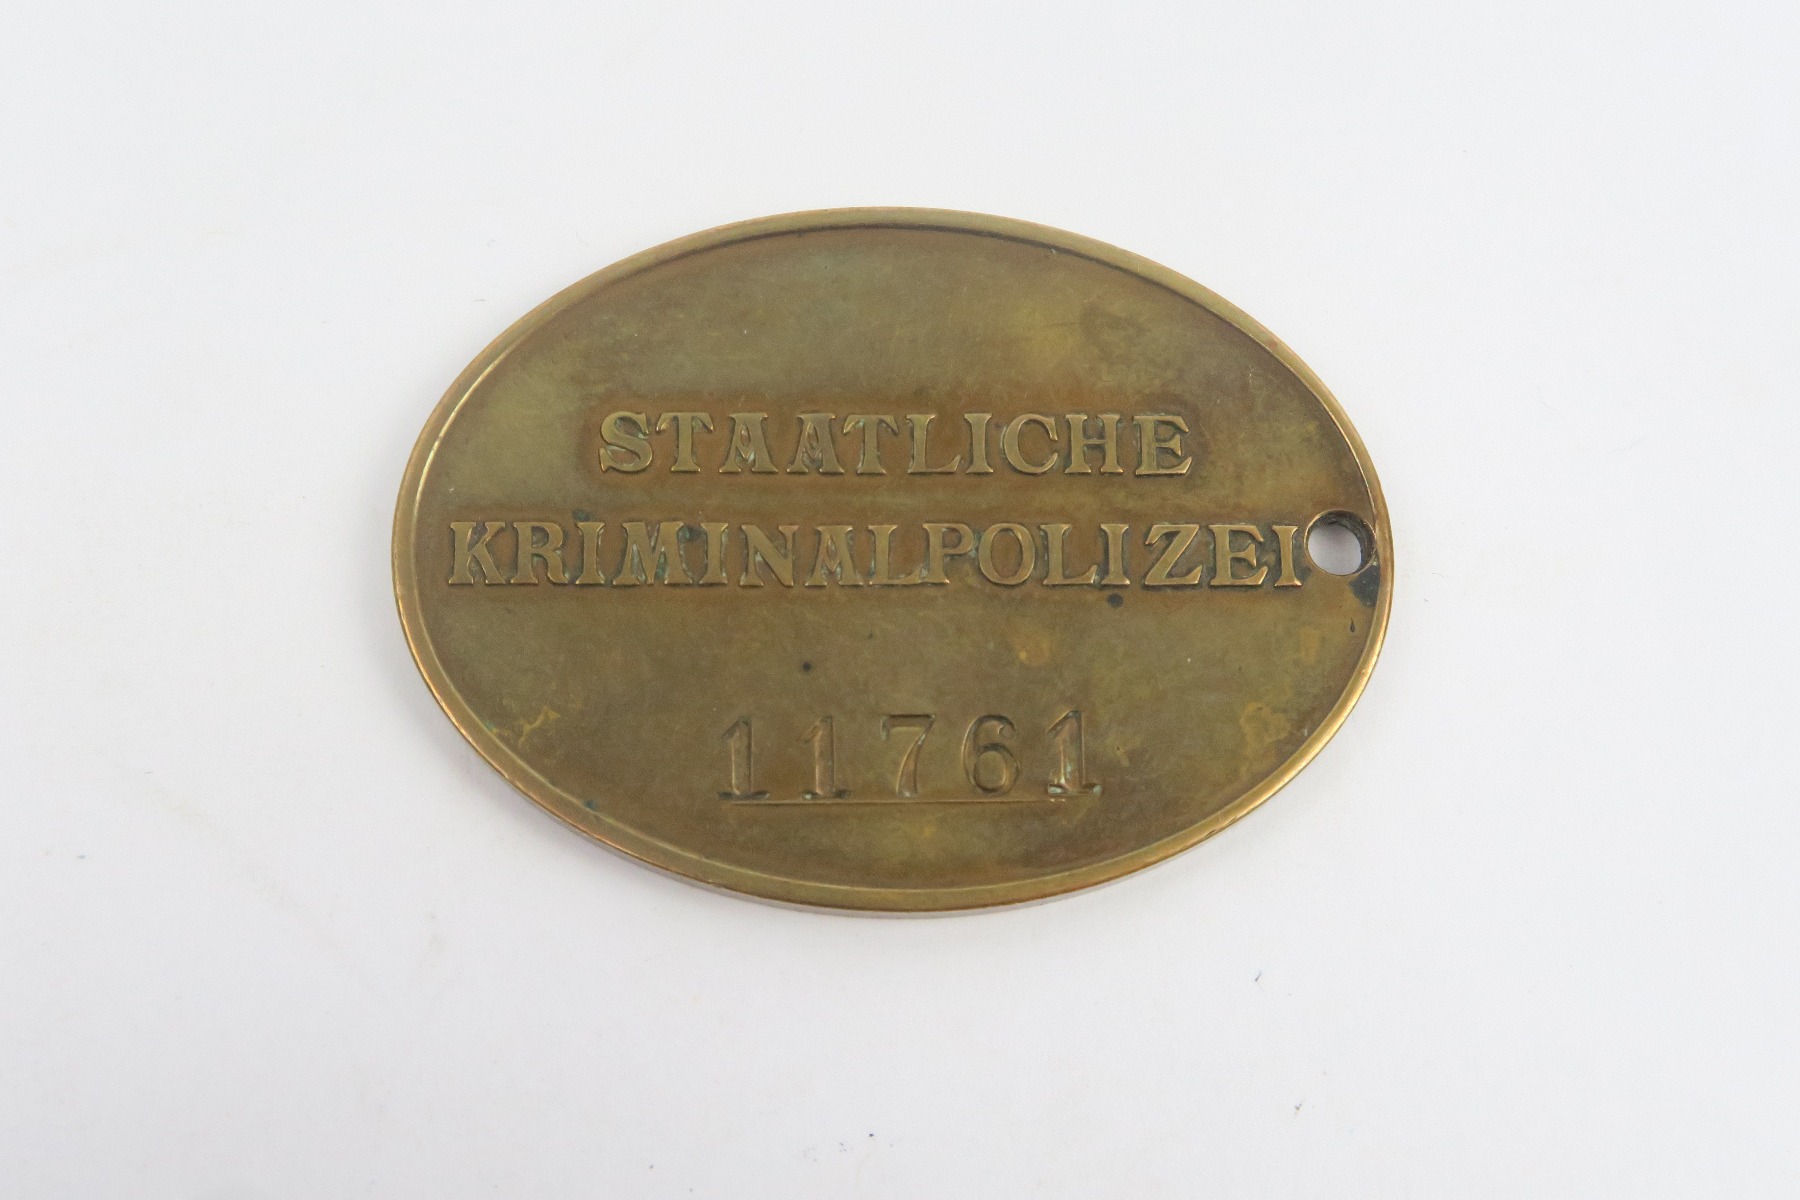 STAATLICHE
KRIMINALPOLIZEI
11761